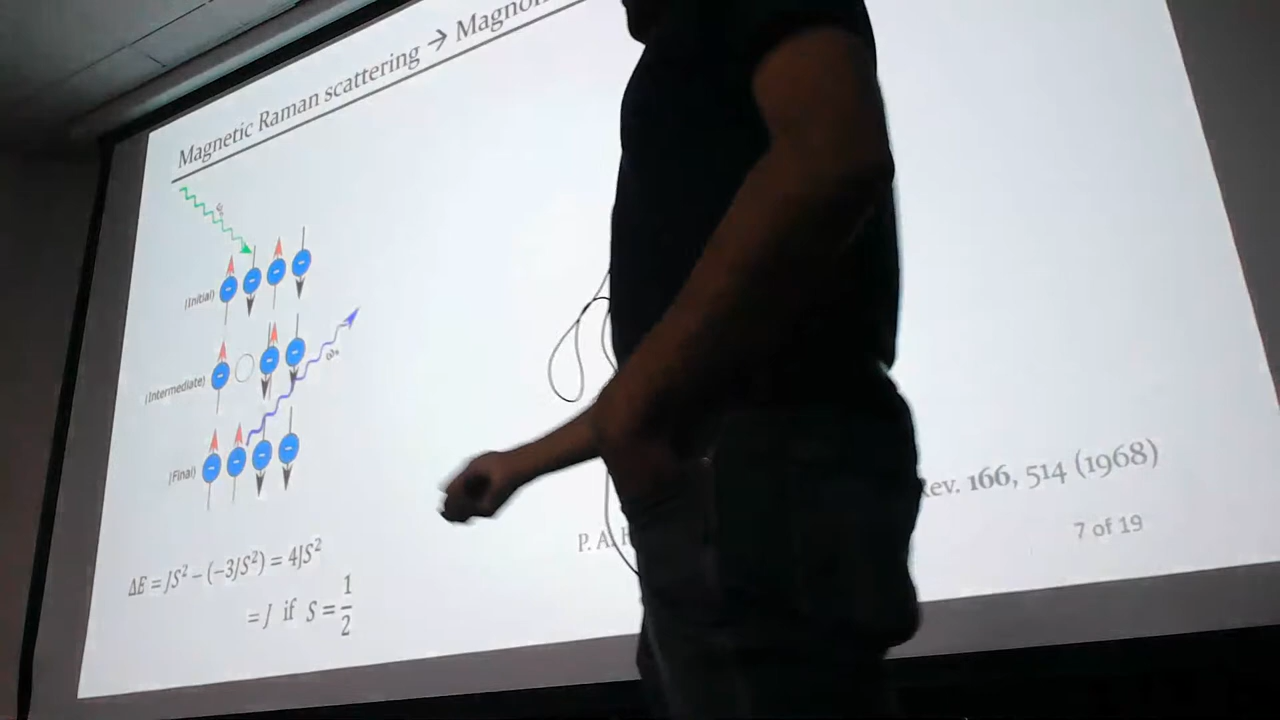 Magnetic Raman scattering → Magnon
|Initial⟩
|Intermediate⟩
|Final⟩
ΔE = JS² − (−3JS²) = 4JS²
= J if S = 1/2
P. A.
Rev. 166, 514 (1968)
7 of 19